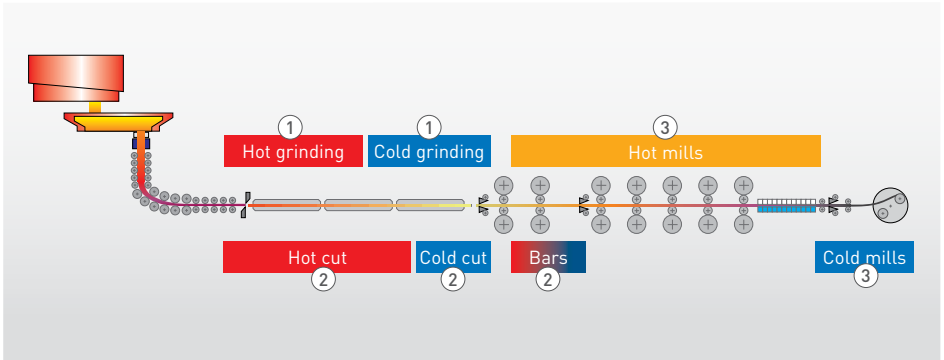 1
1
3
Hot grinding
Cold grinding
Hot mills
Hot cut
Cold cut
Bars
Cold mills
2
2
2
3